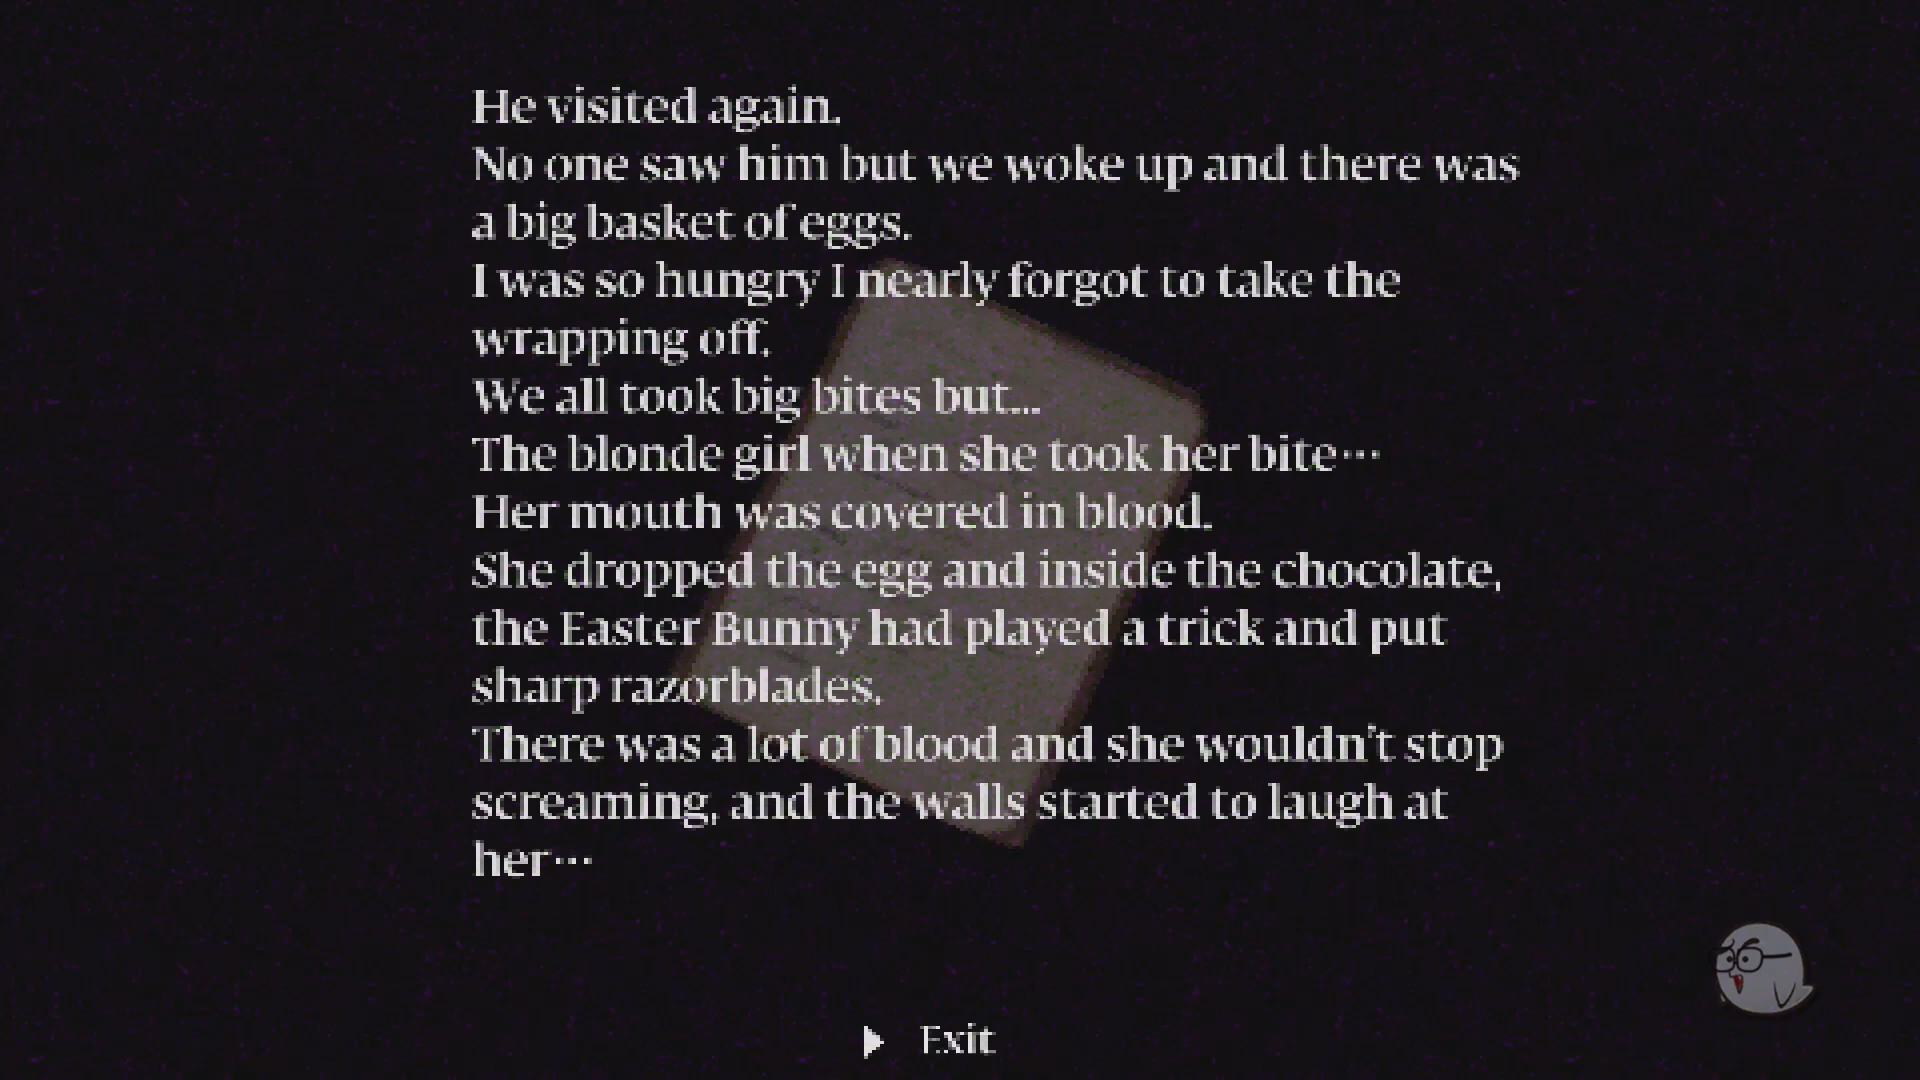 He visited again.
No one saw him but we woke up and there was
a big basket of eggs.
I was so hungry I nearly forgot to take the
wrapping off.
We all took big bites but...
The blonde girl when she took her bite···
Her mouth was covered in blood.
She dropped the egg and inside the chocolate,
the Easter Bunny had played a trick and put
sharp razorblades.
There was a lot of blood and she wouldn't stop
screaming, and the walls started to laugh at
her···
Exit